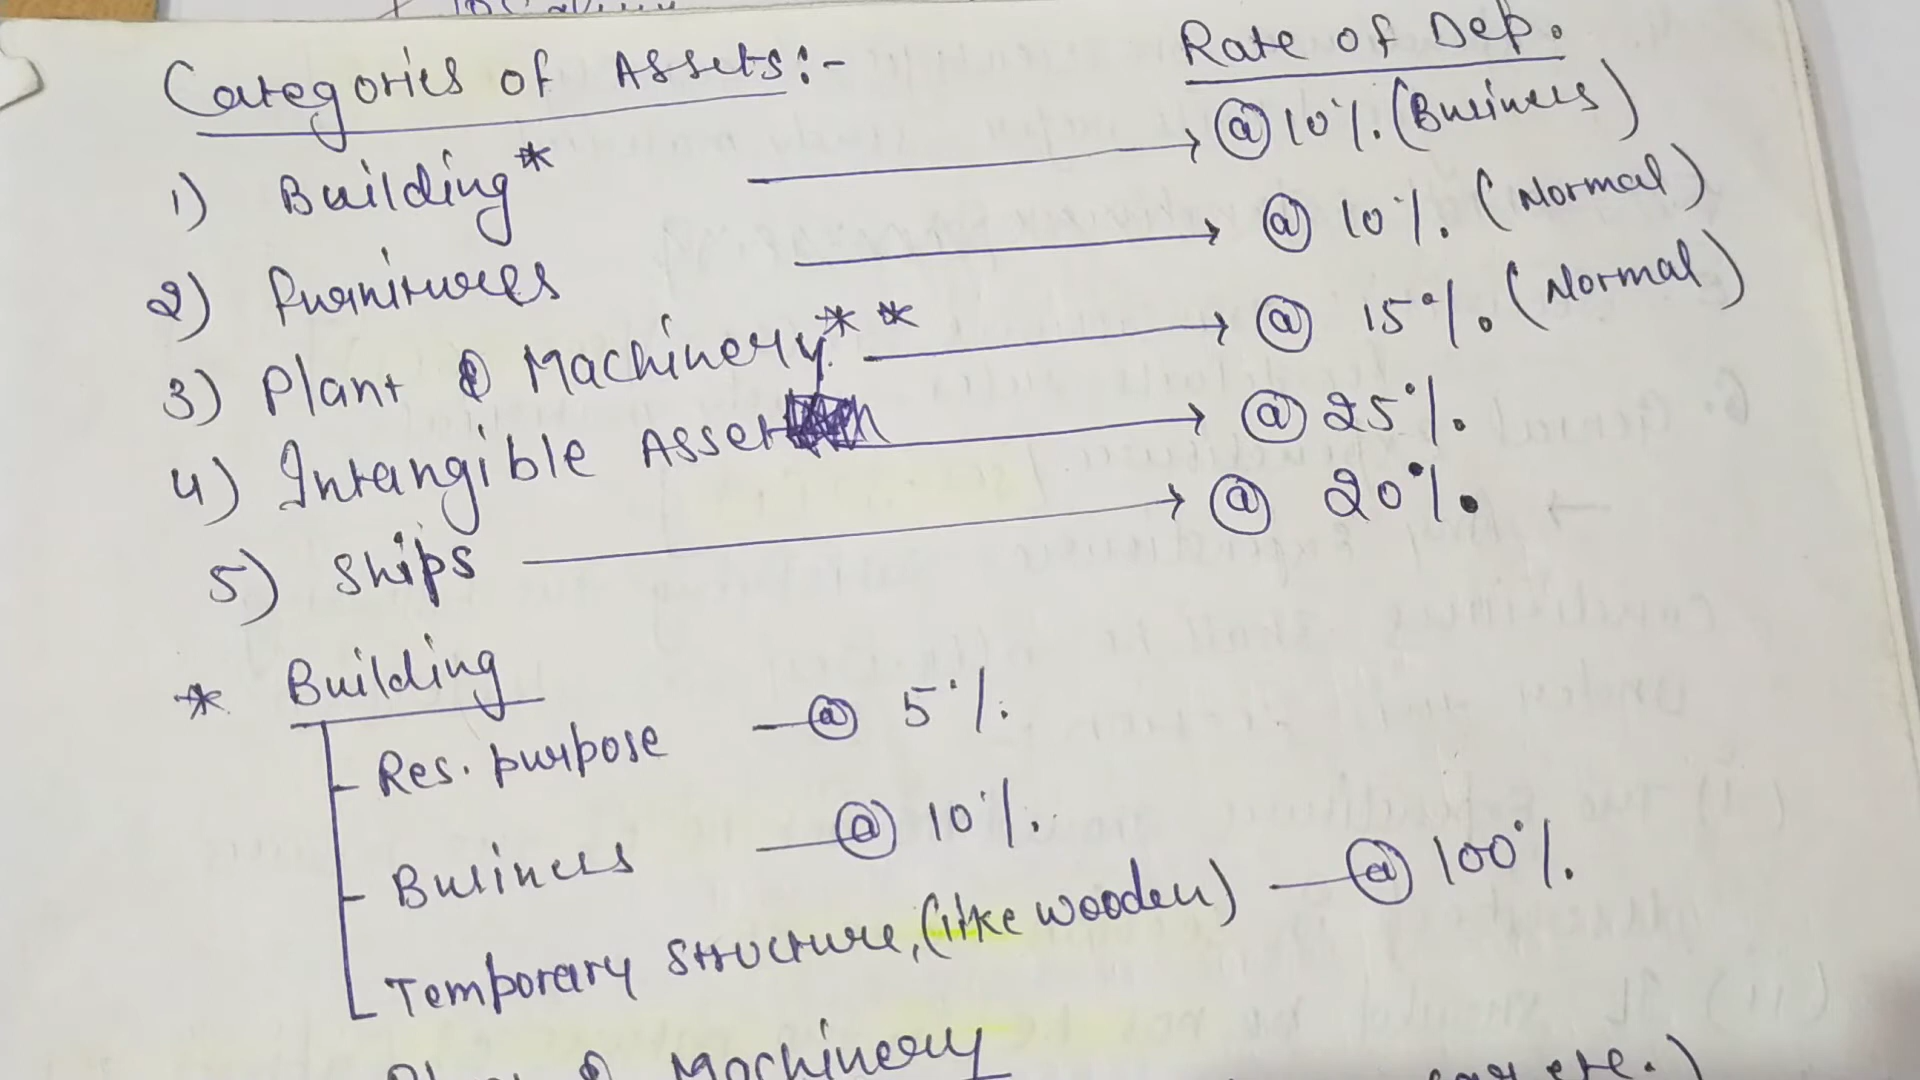 Categories of Assets:- Rate of Dep.
1) Building* → @ 10%. (Business)
2) Furnitures → @ 10%. (Normal)
3) Plant & Machinery** → @ 15%. (Normal)
4) Intangible Asset → @ 25%.
5) Ships → @ 20%.
* Building
Res. purpose — @ 5%.
Business — @ 10%.
Temporary structure, (like wooden) — @ 100%.
& Machinery
etc.)